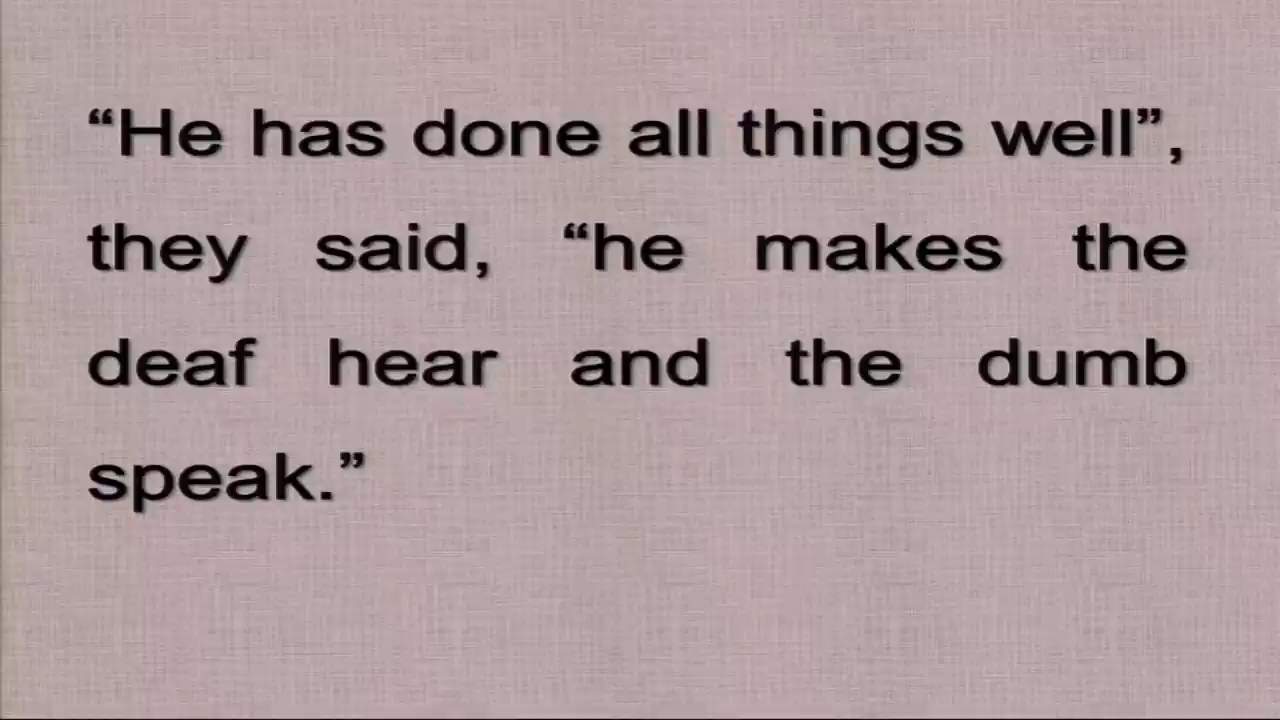 “He has done all things well”,
they said, “he makes the
deaf hear and the dumb
speak.”